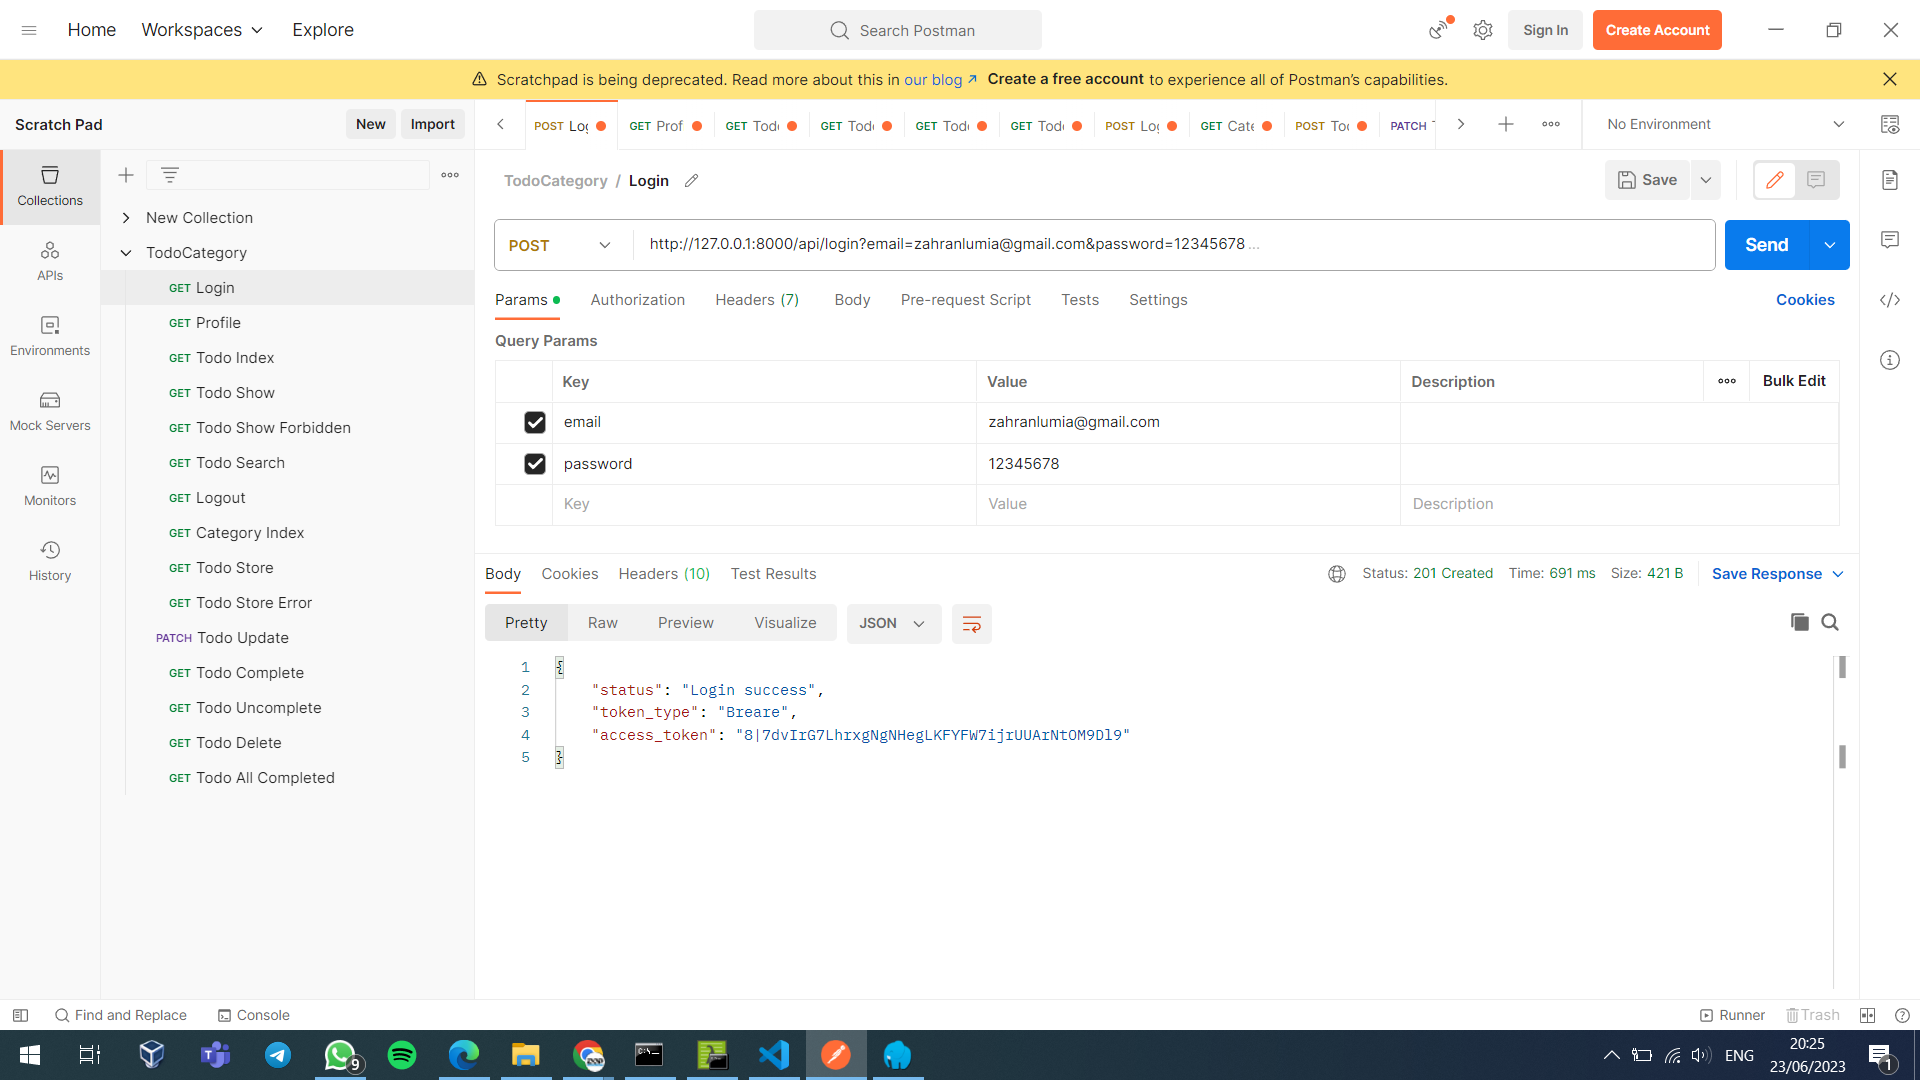 Home
Workspaces
Explore
Search Postman
Sign In
Create Account
Scratchpad is being deprecated. Read more about this in our blog ↗ Create a free account to experience all of Postman’s capabilities.
Scratch Pad
New
Import
POST Log
GET Prof
GET Todo
GET Todo
GET Todo
GET Todo
POST Log
GET Cate
POST Tod
PATCH T
No Environment
Collections
APIs
Environments
Mock Servers
Monitors
History
New Collection
TodoCategory
GET Login
GET Profile
GET Todo Index
GET Todo Show
GET Todo Show Forbidden
GET Todo Search
GET Logout
GET Category Index
GET Todo Store
GET Todo Store Error
PATCH Todo Update
GET Todo Complete
GET Todo Uncomplete
GET Todo Delete
GET Todo All Completed
TodoCategory / Login
Save
POST
http://127.0.0.1:8000/api/login?email=zahranlumia@gmail.com&password=12345678 ...
Send
Params
Authorization
Headers (7)
Body
Pre-request Script
Tests
Settings
Cookies
Query Params
Key Value Description
Bulk Edit
email zahranlumia@gmail.com
password 12345678
Key Value Description
Body
Cookies
Headers (10)
Test Results
Status: 201 Created Time: 691 ms Size: 421 B
Save Response
Pretty
Raw
Preview
Visualize
JSON
1 {
2 "status": "Login success",
3 "token_type": "Breare",
4 "access_token": "8|7dvIrG7LhrxgNgNHegLKFYFW7ijrUUArNtOM9Dl9"
5 }
Find and Replace
Console
Runner
Trash
9
ENG
20:25
23/06/2023
1